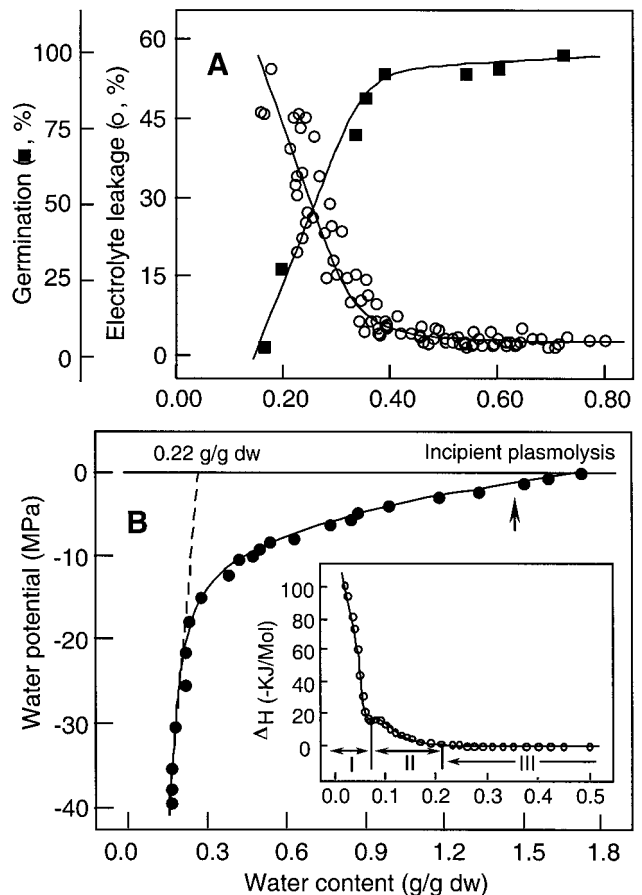 A
Germination (■, %)
100
75
50
25
0
Electrolyte leakage (o, %)
60
45
30
15
0
0.00 0.20 0.40 0.60 0.80
0.22 g/g dw
Incipient plasmolysis
B
Water potential (MPa)
0
-10
-20
-30
-40
ΔH (-KJ/Mol)
100
80
60
40
20
0
I II III
0.0 0.1 0.2 0.3 0.4 0.5
0.0 0.3 0.6 0.9 1.2 1.5 1.8
Water content (g/g dw)